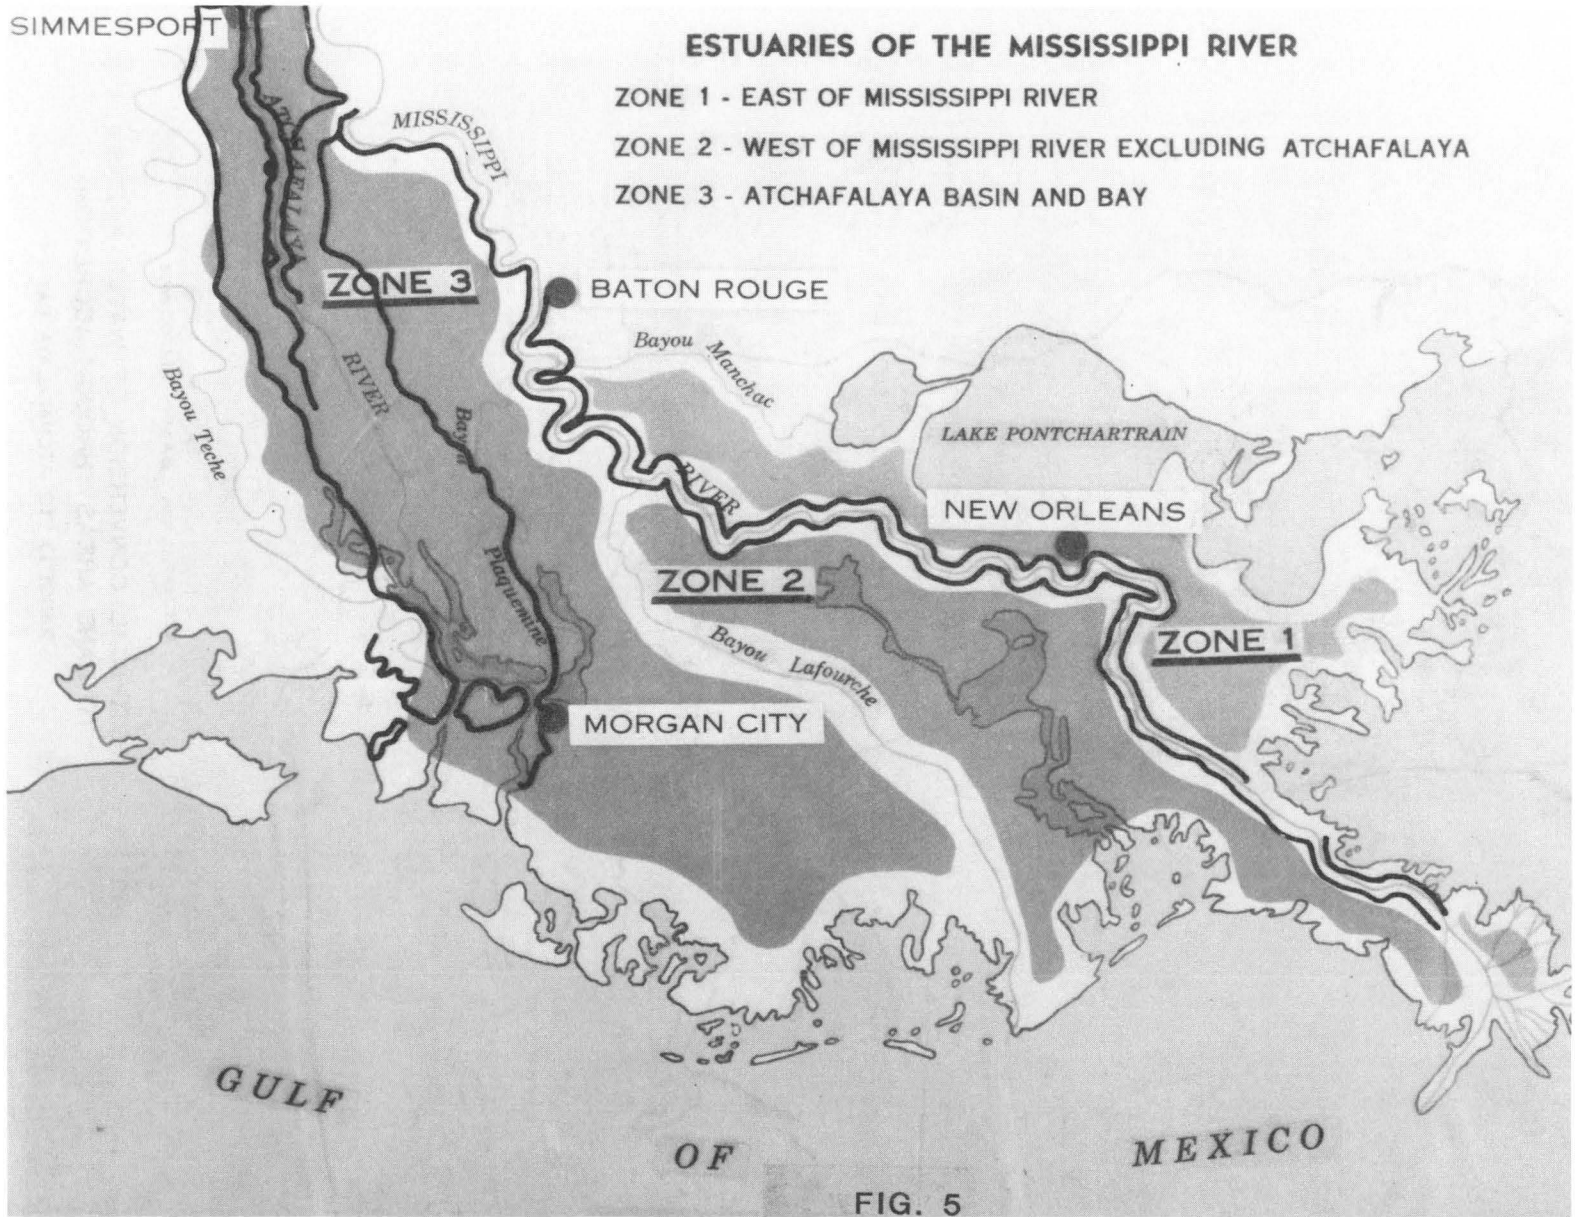 SIMMESPORT
ESTUARIES OF THE MISSISSIPPI RIVER
ZONE 1 - EAST OF MISSISSIPPI RIVER
ZONE 2 - WEST OF MISSISSIPPI RIVER EXCLUDING ATCHAFALAYA
ZONE 3 - ATCHAFALAYA BASIN AND BAY
MISSISSIPPI
ATCHAFALAYA
ZONE 3
BATON ROUGE
Bayou Manchac
RIVER
Bayou Teche
Bayou
LAKE PONTCHARTRAIN
RIVER
NEW ORLEANS
Plaquemine
ZONE 2
ZONE 1
Bayou Lafourche
MORGAN CITY
GULF
OF
MEXICO
FIG. 5